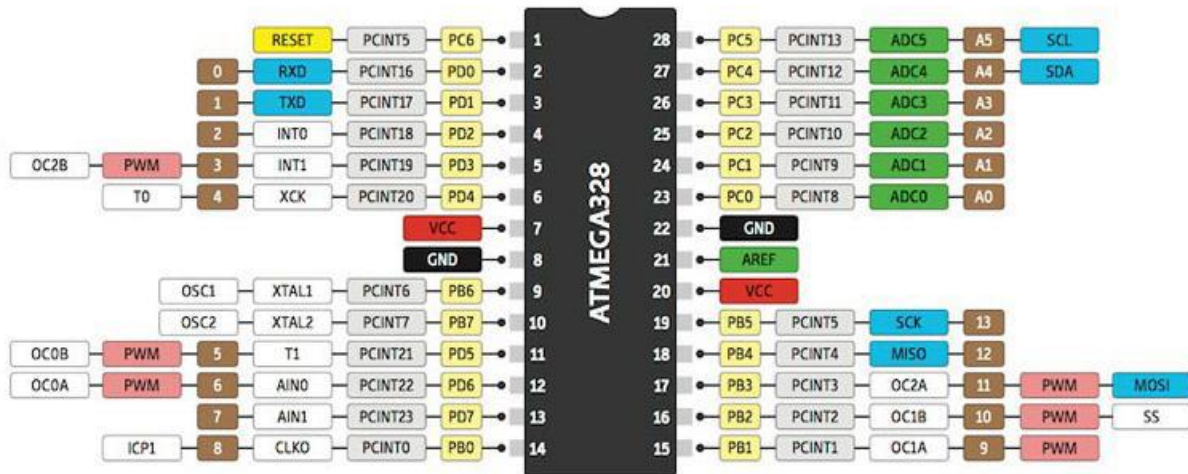 RESET PCINT5 PC6 1 28 PC5 PCINT13 ADC5 A5 SCL
0 RXD PCINT16 PD0 2 27 PC4 PCINT12 ADC4 A4 SDA
1 TXD PCINT17 PD1 3 26 PC3 PCINT11 ADC3 A3
2 INT0 PCINT18 PD2 4 25 PC2 PCINT10 ADC2 A2
OC2B PWM 3 INT1 PCINT19 PD3 5 24 PC1 PCINT9 ADC1 A1
T0 4 XCK PCINT20 PD4 6 23 PC0 PCINT8 ADC0 A0
VCC 7 22 GND
GND 8 21 AREF
OSC1 XTAL1 PCINT6 PB6 9 20 VCC
OSC2 XTAL2 PCINT7 PB7 10 19 PB5 PCINT5 SCK 13
OC0B PWM 5 T1 PCINT21 PD5 11 18 PB4 PCINT4 MISO 12
OC0A PWM 6 AIN0 PCINT22 PD6 12 17 PB3 PCINT3 OC2A 11 PWM MOSI
7 AIN1 PCINT23 PD7 13 16 PB2 PCINT2 OC1B 10 PWM SS
ICP1 8 CLKO PCINT0 PB0 14 15 PB1 PCINT1 OC1A 9 PWM
ATMEGA328